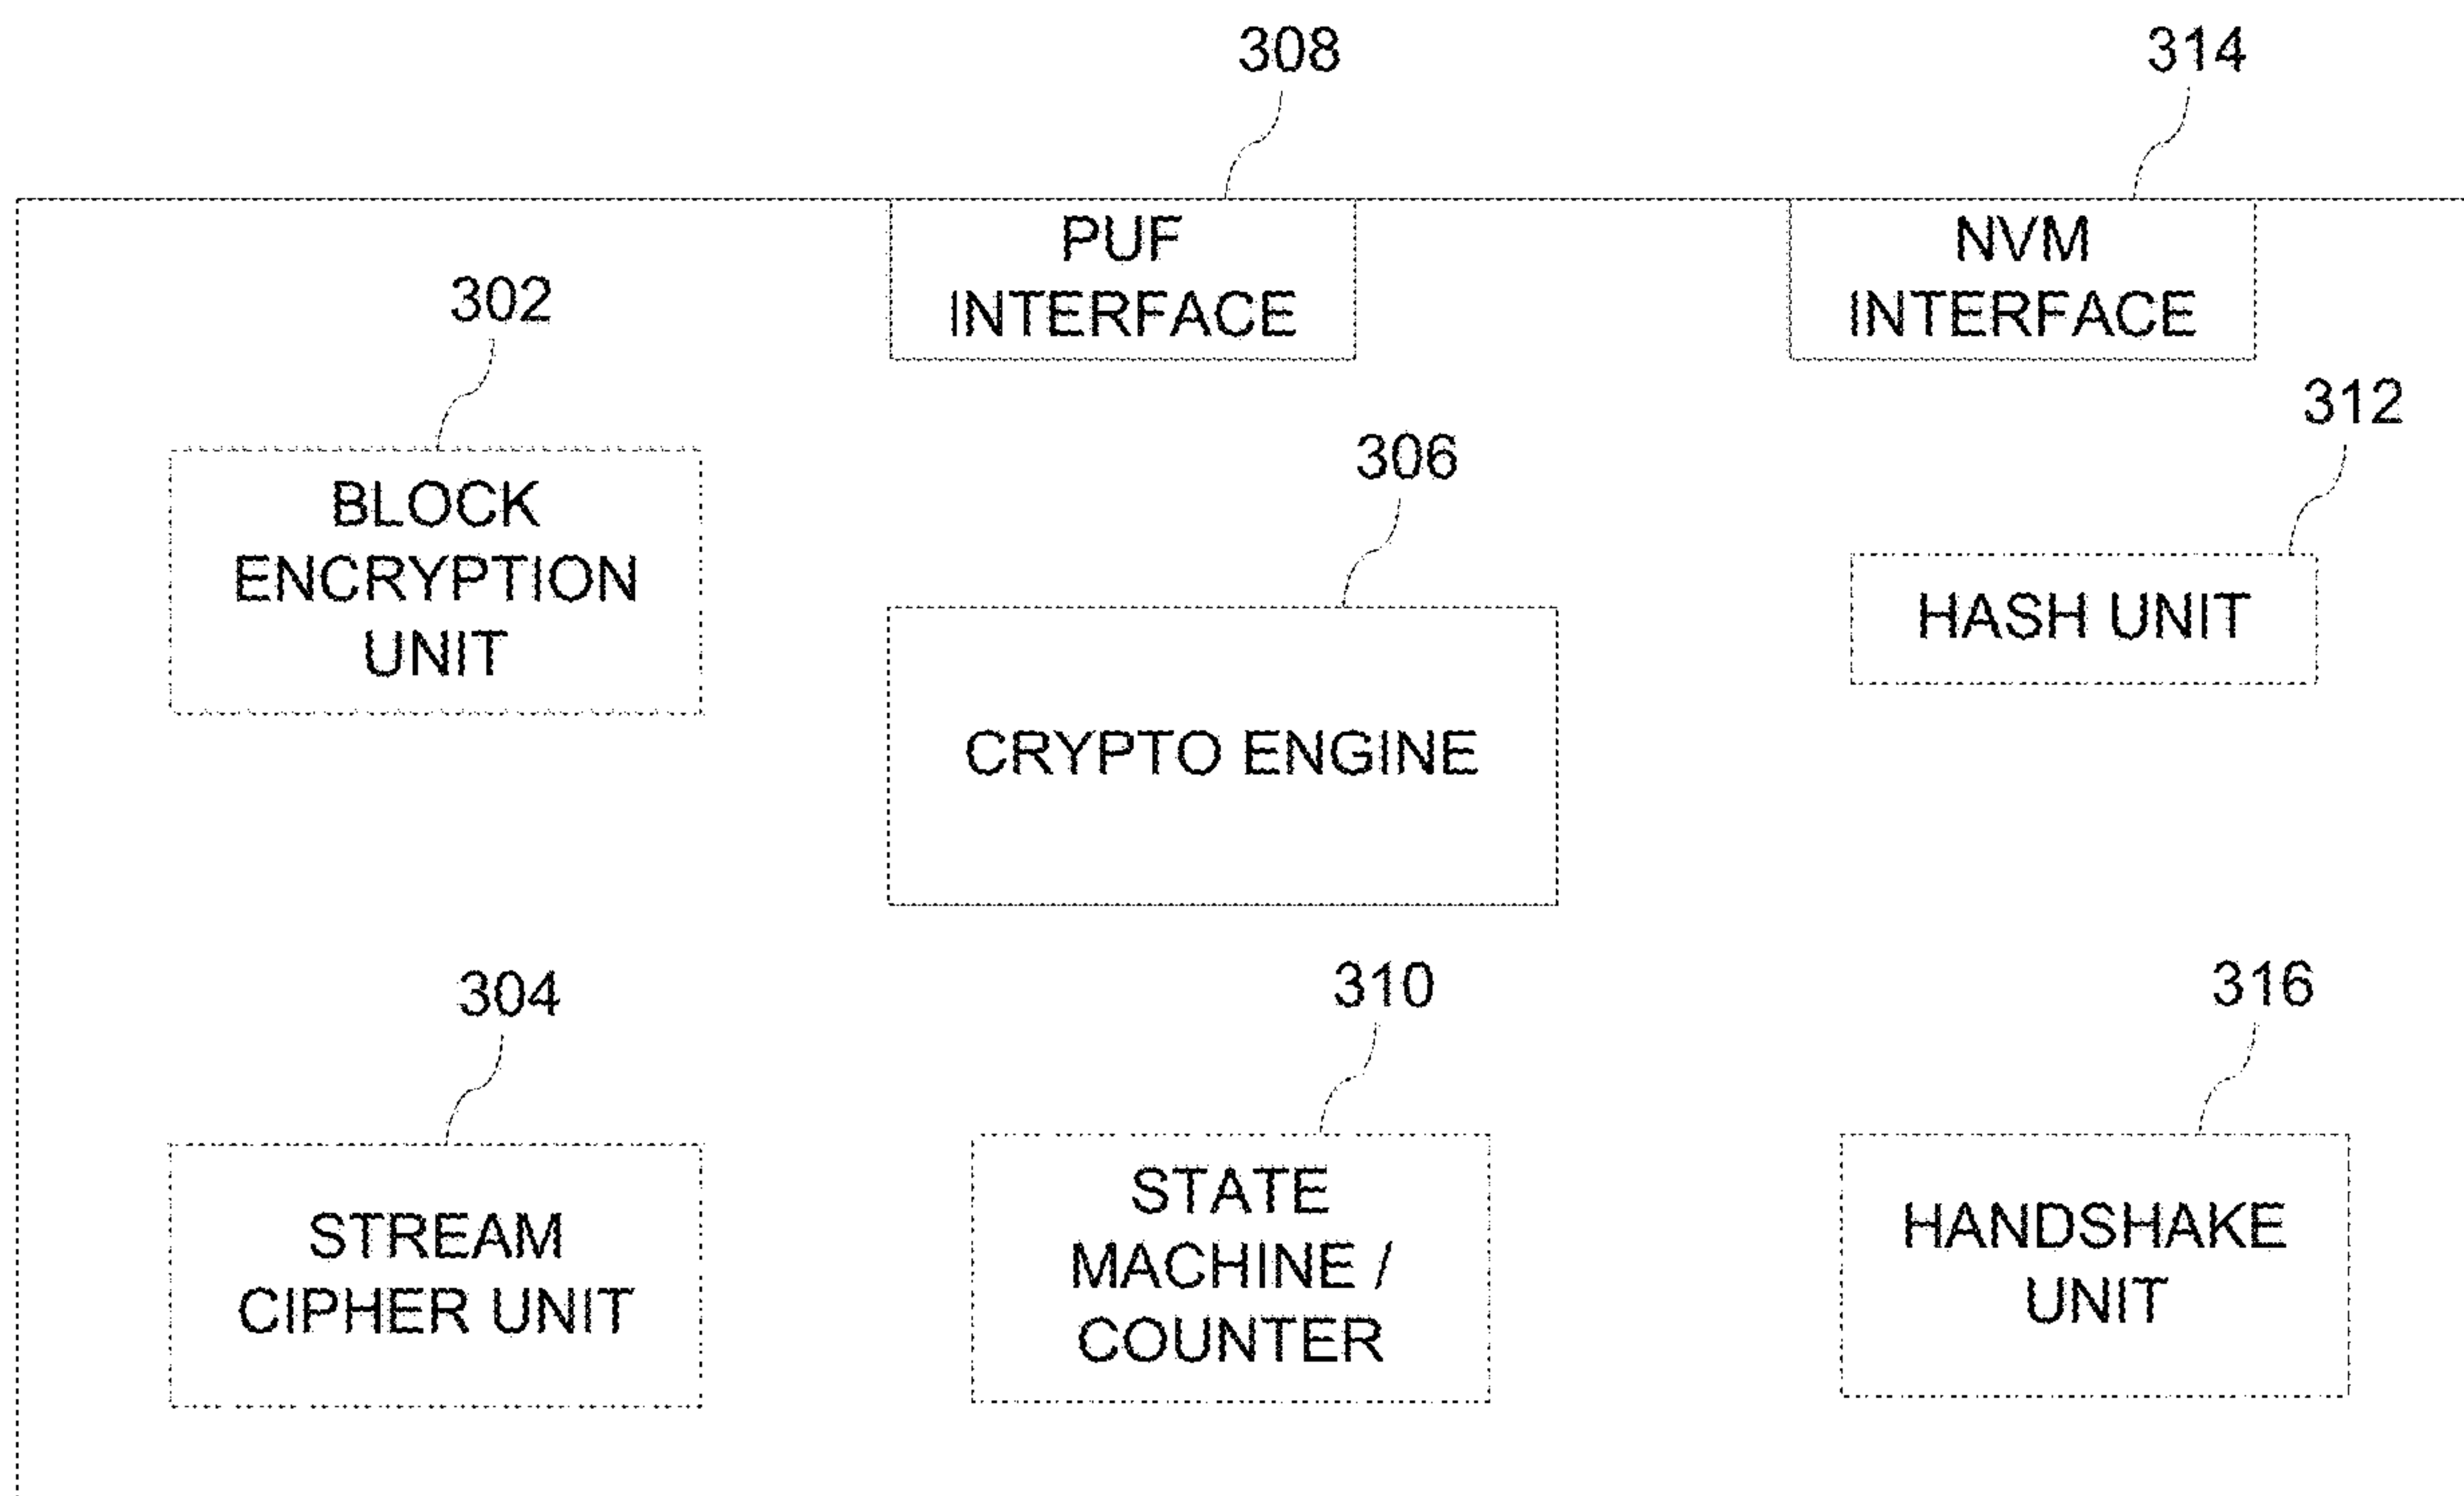 308
314
PUF
INTERFACE
NVM
INTERFACE
302
312
306
BLOCK
ENCRYPTION
UNIT
HASH UNIT
CRYPTO ENGINE
304
310
316
STREAM
CIPHER UNIT
STATE
MACHINE /
COUNTER
HANDSHAKE
UNIT